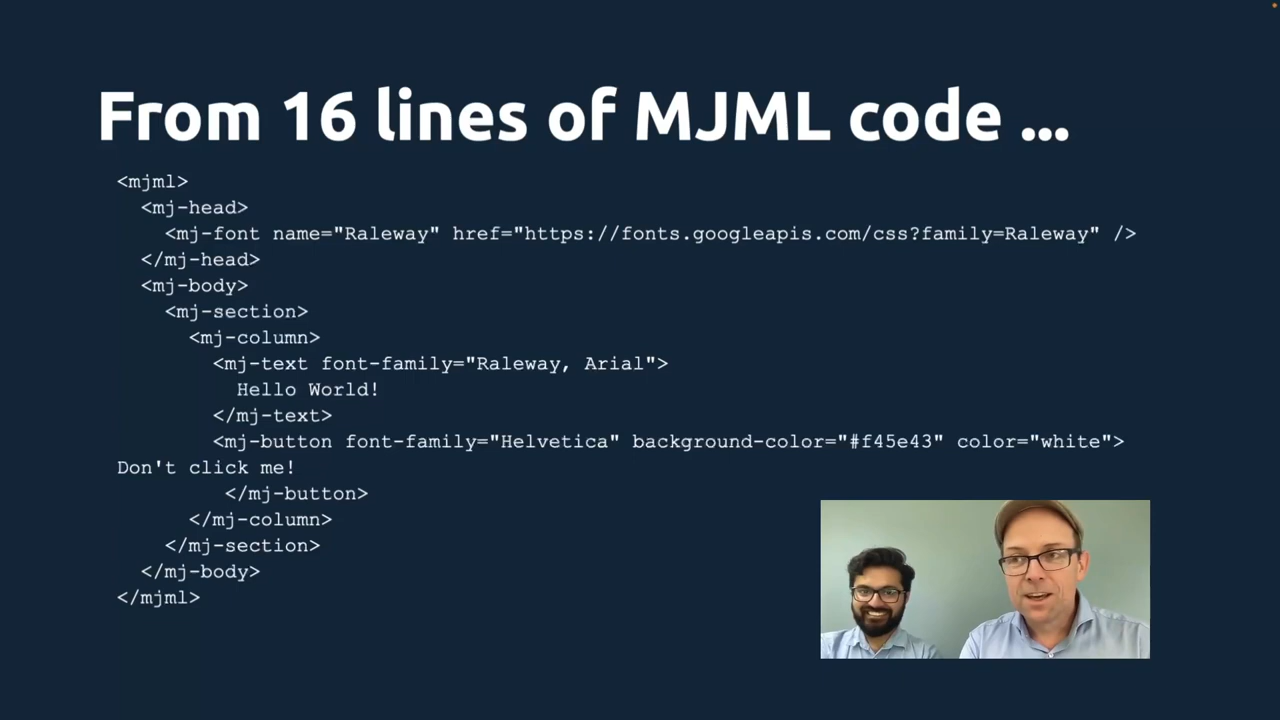 From 16 lines of MJML code ...
<mjml>
  <mj-head>
    <mj-font name="Raleway" href="https://fonts.googleapis.com/css?family=Raleway" />
  </mj-head>
  <mj-body>
    <mj-section>
      <mj-column>
        <mj-text font-family="Raleway, Arial">
          Hello World!
        </mj-text>
        <mj-button font-family="Helvetica" background-color="#f45e43" color="white">
Don't click me!
         </mj-button>
      </mj-column>
    </mj-section>
  </mj-body>
</mjml>